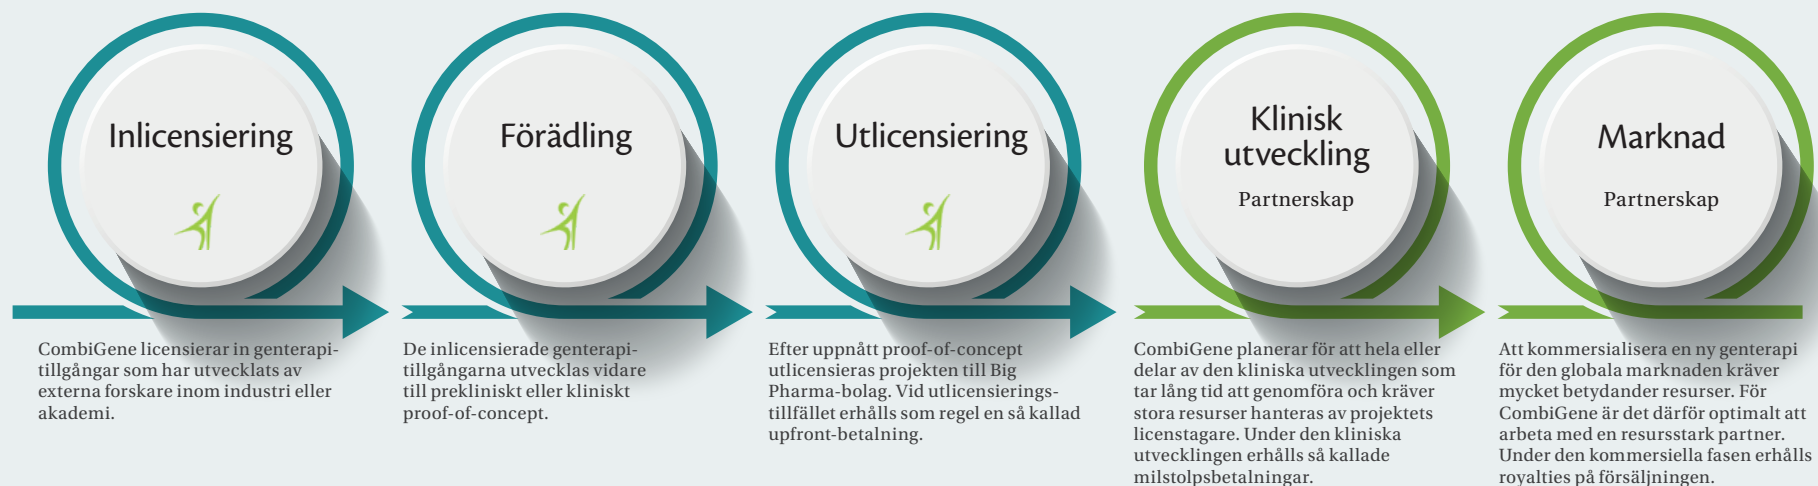 Inlicensiering
CombiGene licensierar in genterapi-
tillgångar som har utvecklats av
externa forskare inom industri eller
akademi.
Förädling
De inlicensierade genterapi-
tillgångarna utvecklas vidare
till prekliniskt eller kliniskt
proof-of-concept.
Utlicensiering
Efter uppnått proof-of-concept
utlicensieras projekten till Big
Pharma-bolag. Vid utlicensierings-
tillfället erhålls som regel en så kallad
upfront-betalning.
Klinisk
utveckling
Partnerskap
CombiGene planerar för att hela eller
delar av den kliniska utvecklingen som
tar lång tid att genomföra och kräver
stora resurser hanteras av projektets
licenstagare. Under den kliniska
utvecklingen erhålls så kallade
milstolpsbetalningar.
Marknad
Partnerskap
Att kommersialisera en ny genterapi
för den globala marknaden kräver
mycket betydander resurser. För
CombiGene är det därför optimalt att
arbeta med en resursstark partner.
Under den kommersiella fasen erhålls
royalties på försäljningen.